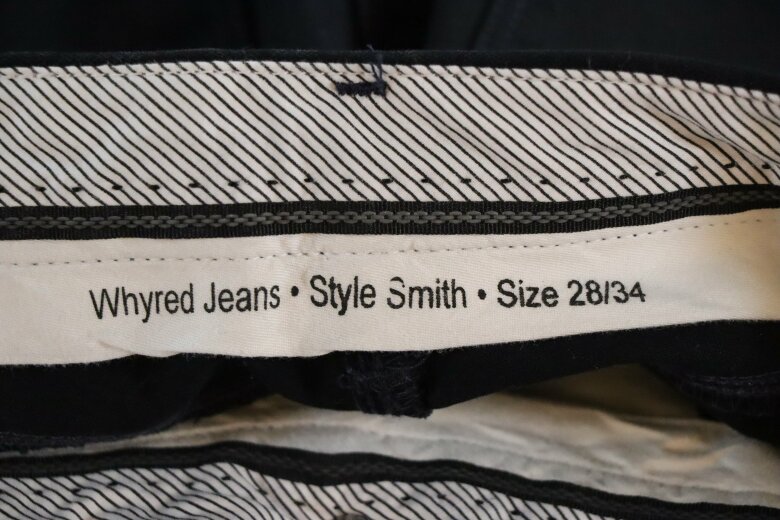 Whyred Jeans • Style Smith • Size 28/34